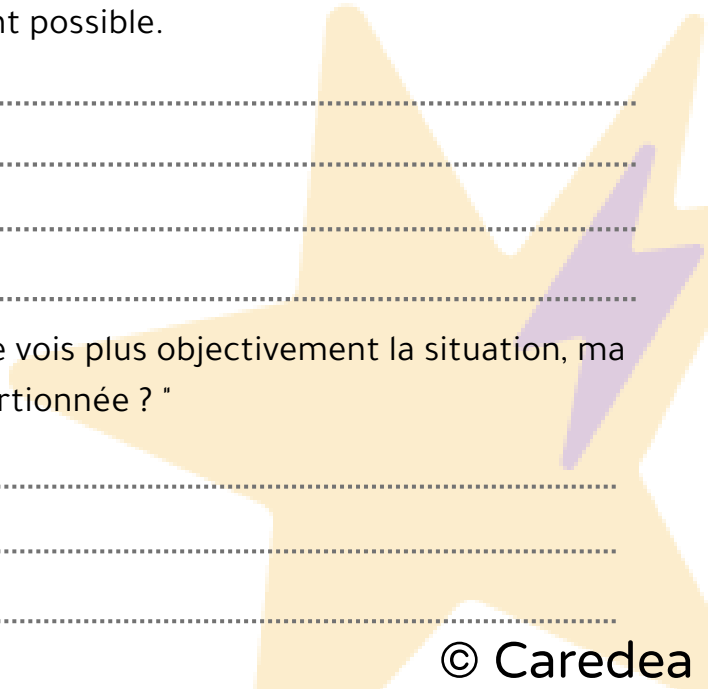 nt possible.
e vois plus objectivement la situation, ma
rtionnée ? "
© Caredea